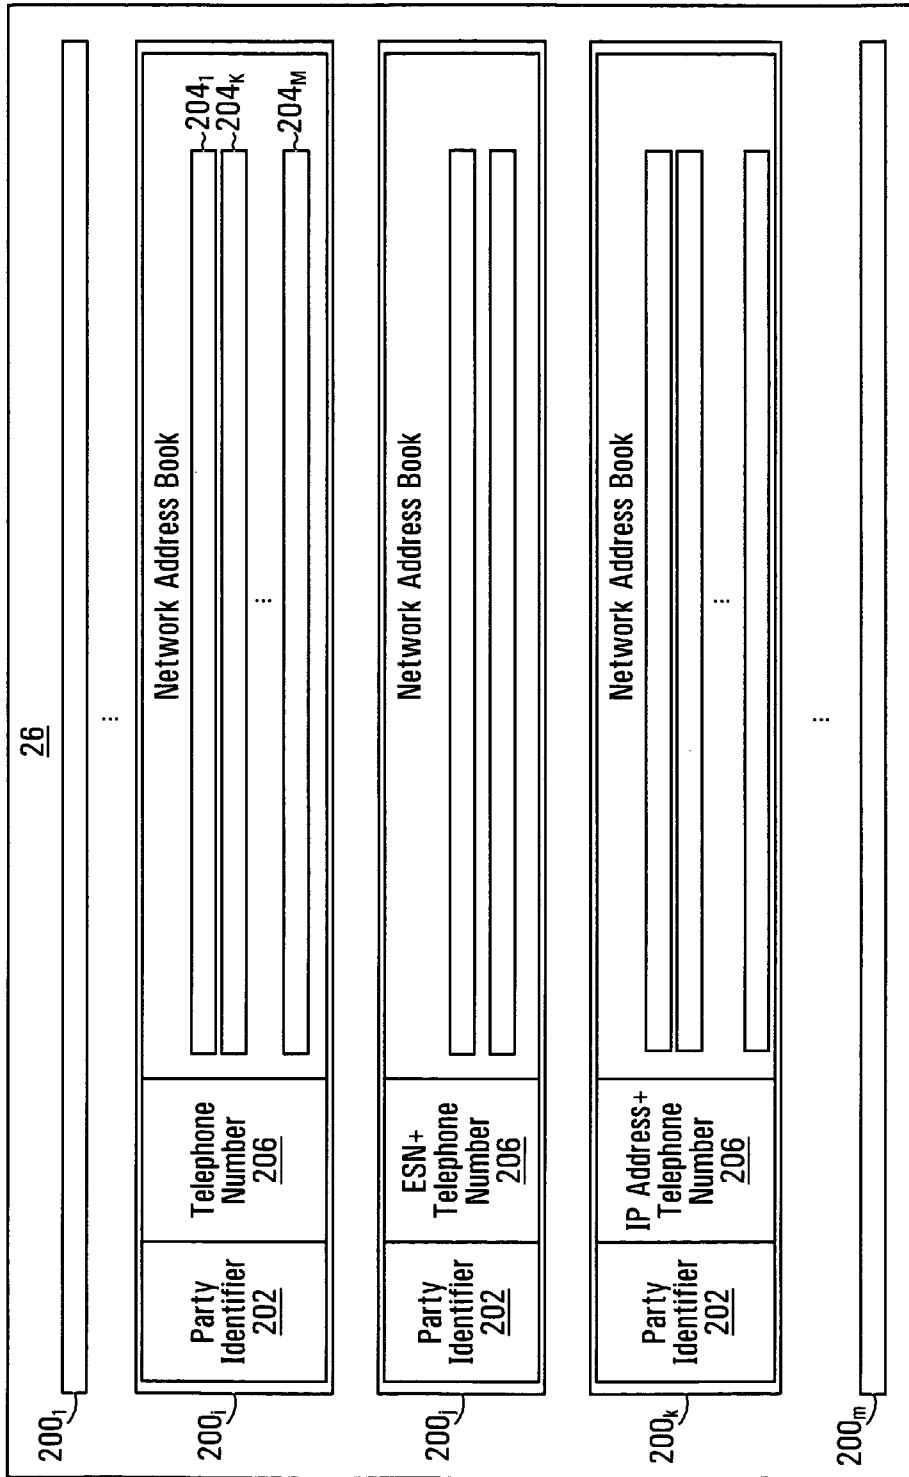 26
200₁
⋮
200ᵢ
Party
Identifier
202
Telephone
Number
206
Network Address Book
204₁
204ₖ
⋮
204ᴍ
200ⱼ
Party
Identifier
202
ESN+
Telephone
Number
206
Network Address Book
200ₖ
Party
Identifier
202
IP Address+
Telephone
Number
206
Network Address Book
⋮
⋮
200ₘ